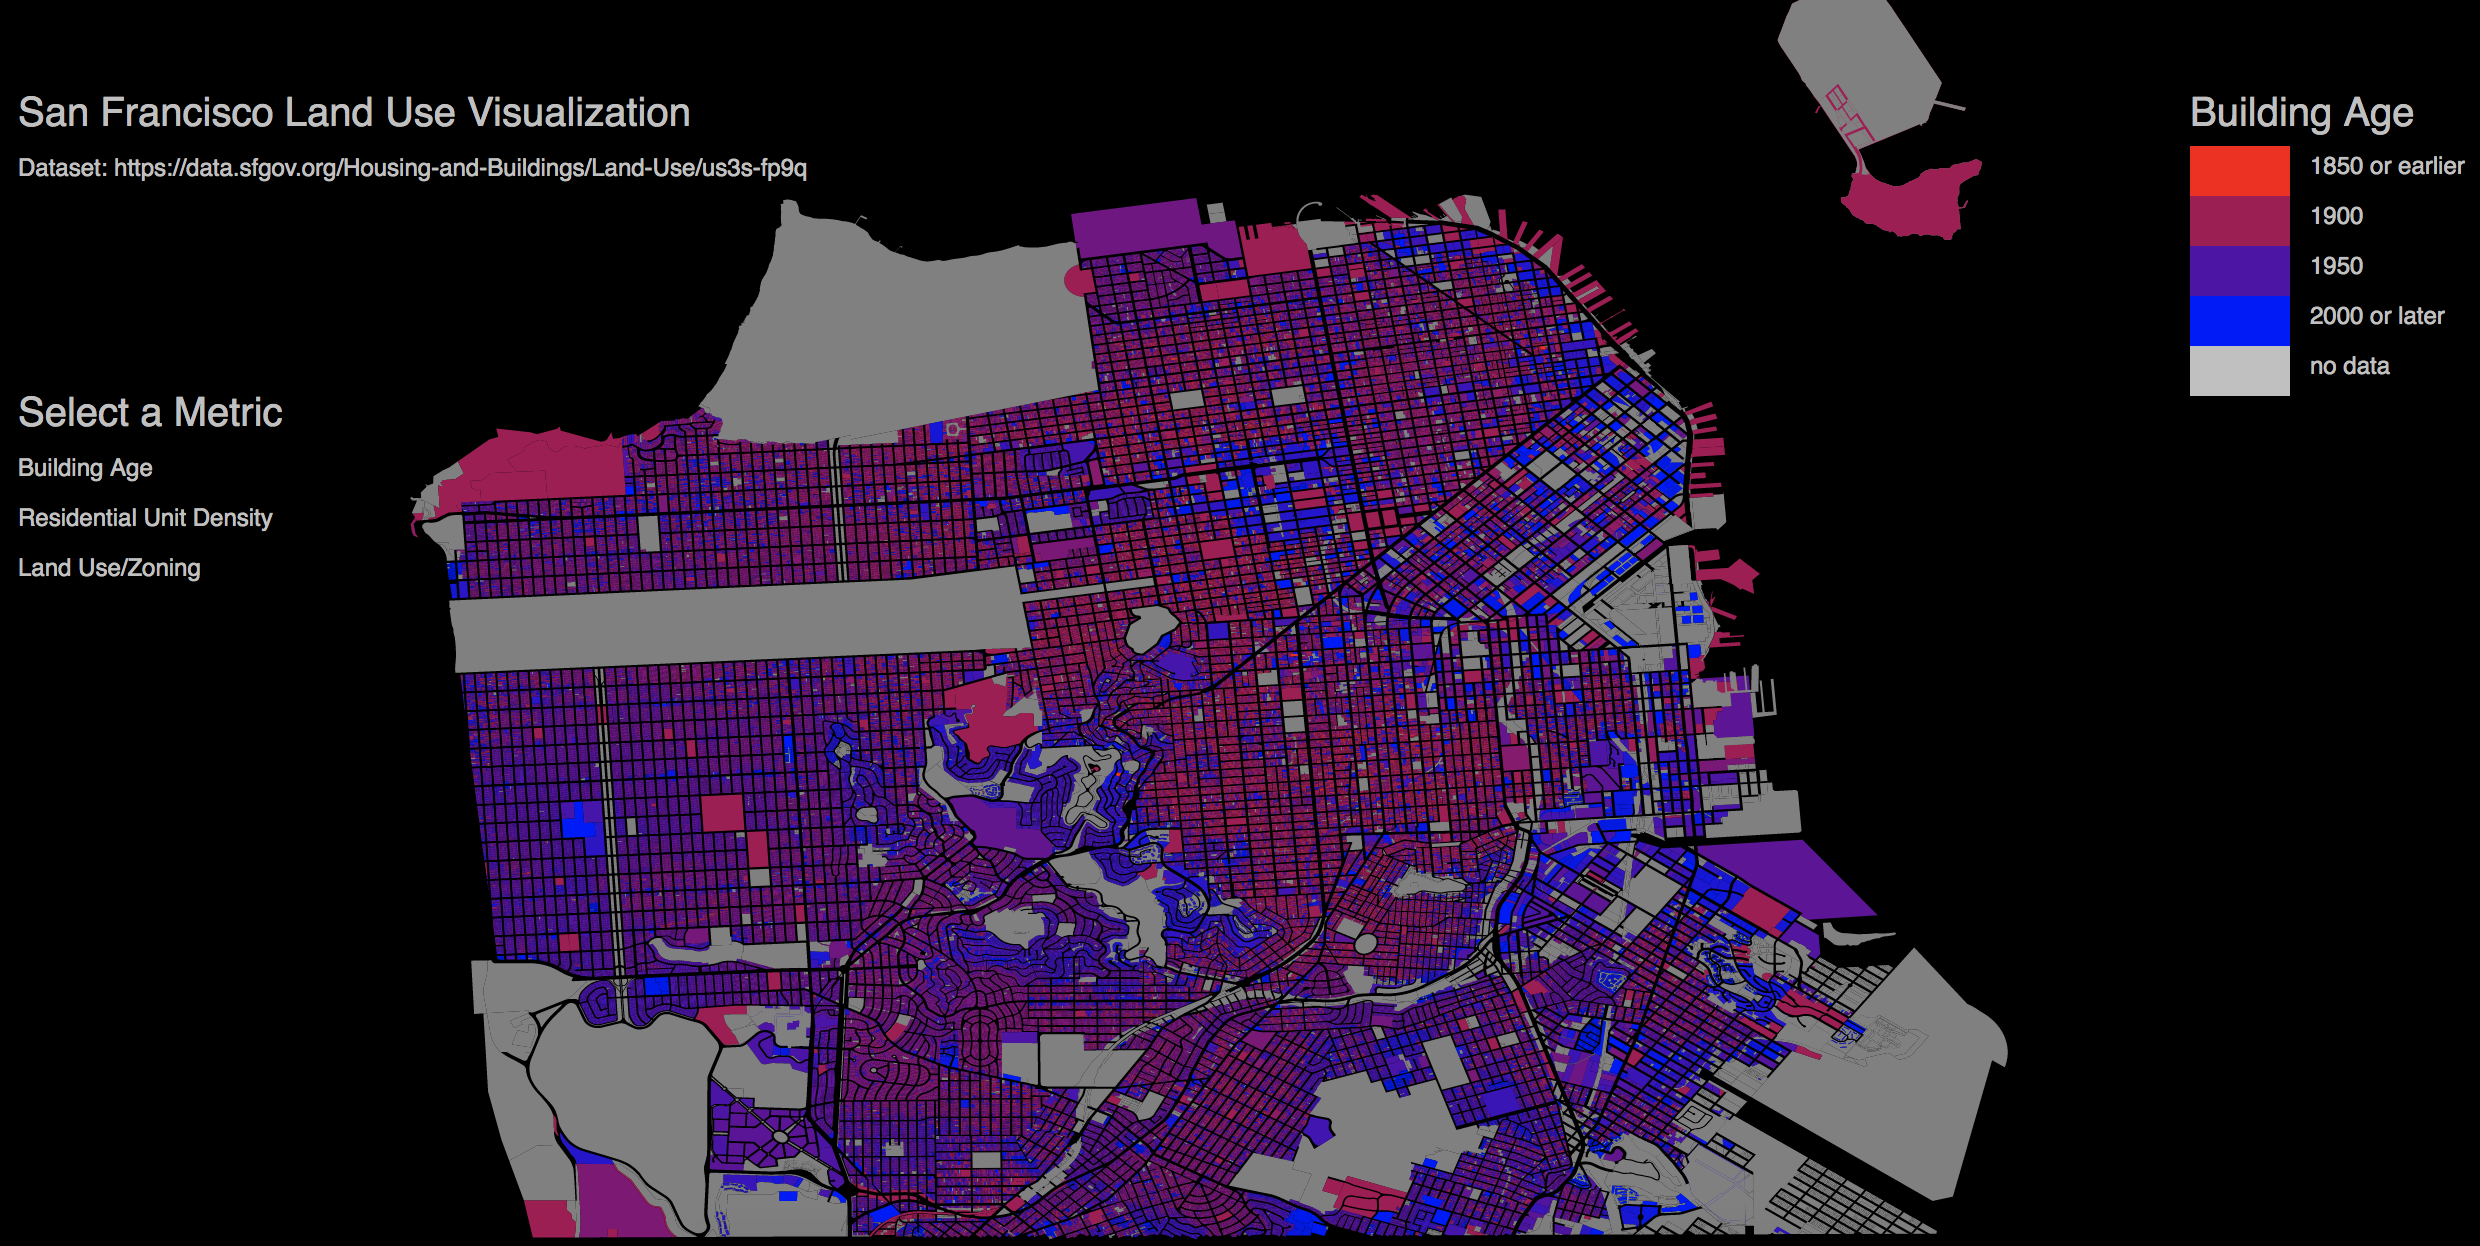 San Francisco Land Use Visualization
Dataset: https://data.sfgov.org/Housing-and-Buildings/Land-Use/us3s-fp9q
Select a Metric
Building Age
Residential Unit Density
Land Use/Zoning
Building Age
1850 or earlier
1900
1950
2000 or later
no data